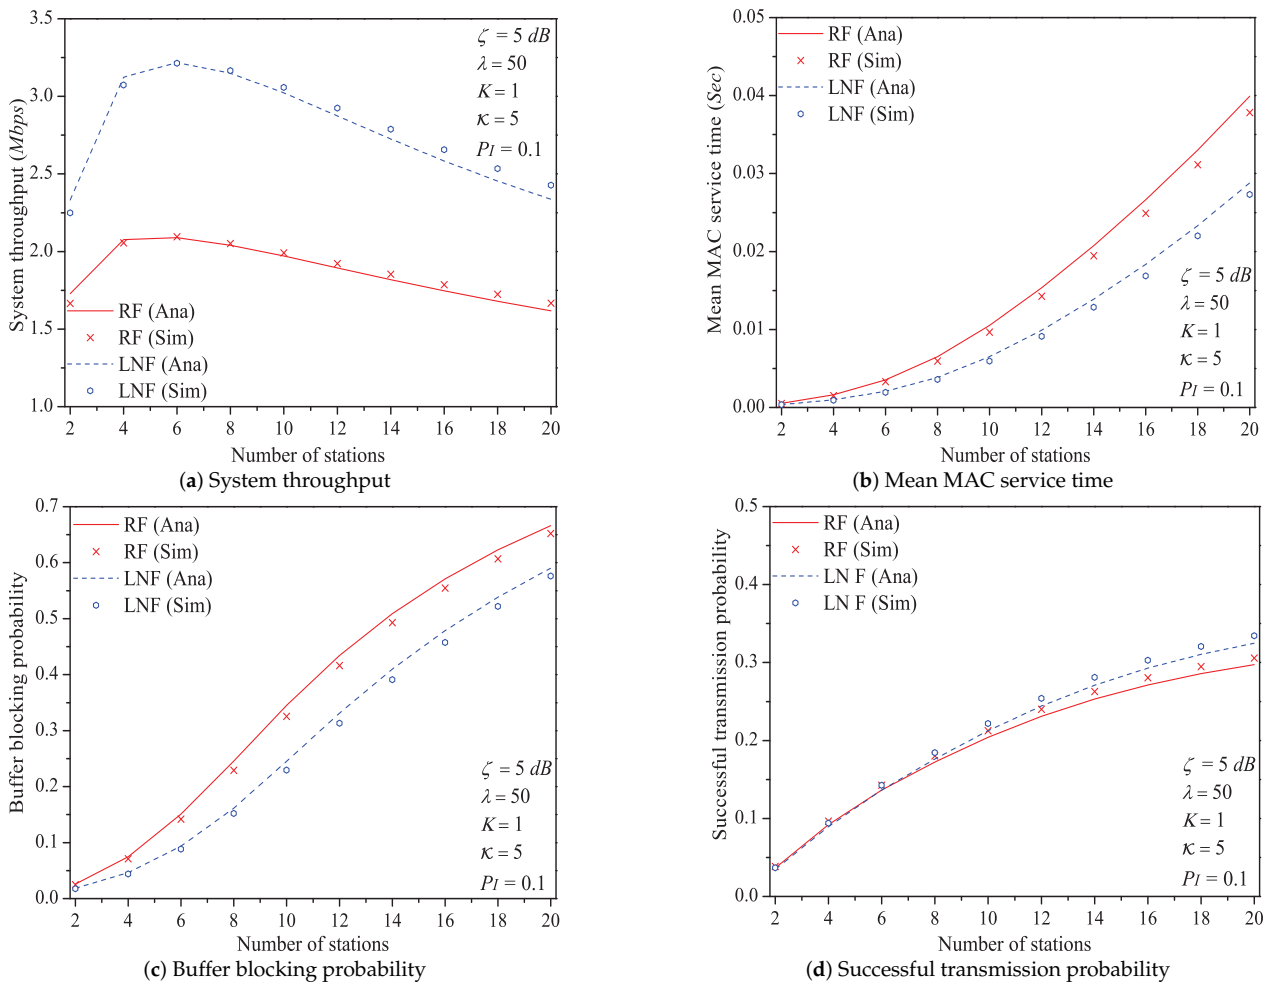 3.5
3.0
2.5
2.0
1.5
1.0
System throughput (Mbps)
ζ = 5 dB
λ = 50
K = 1
κ = 5
PI = 0.1
RF (Ana)
RF (Sim)
LNF (Ana)
LNF (Sim)
2 4 6 8 10 12 14 16 18 20
Number of stations
(a) System throughput
0.05
0.04
0.03
0.02
0.01
0.00
Mean MAC service time (Sec)
RF (Ana)
RF (Sim)
LNF (Ana)
LNF (Sim)
ζ = 5 dB
λ = 50
K = 1
κ = 5
PI = 0.1
2 4 6 8 10 12 14 16 18 20
Number of stations
(b) Mean MAC service time
0.7
0.6
0.5
0.4
0.3
0.2
0.1
0.0
Buffer blocking probability
RF (Ana)
RF (Sim)
LNF (Ana)
LNF (Sim)
ζ = 5 dB
λ = 50
K = 1
κ = 5
PI = 0.1
2 4 6 8 10 12 14 16 18 20
Number of stations
(c) Buffer blocking probability
0.5
0.4
0.3
0.2
0.1
0.0
Successful transmission probability
RF (Ana)
RF (Sim)
LN F (Ana)
LN F (Sim)
ζ = 5 dB
λ = 50
K = 1
κ = 5
PI = 0.1
2 4 6 8 10 12 14 16 18 20
Number of stations
(d) Successful transmission probability